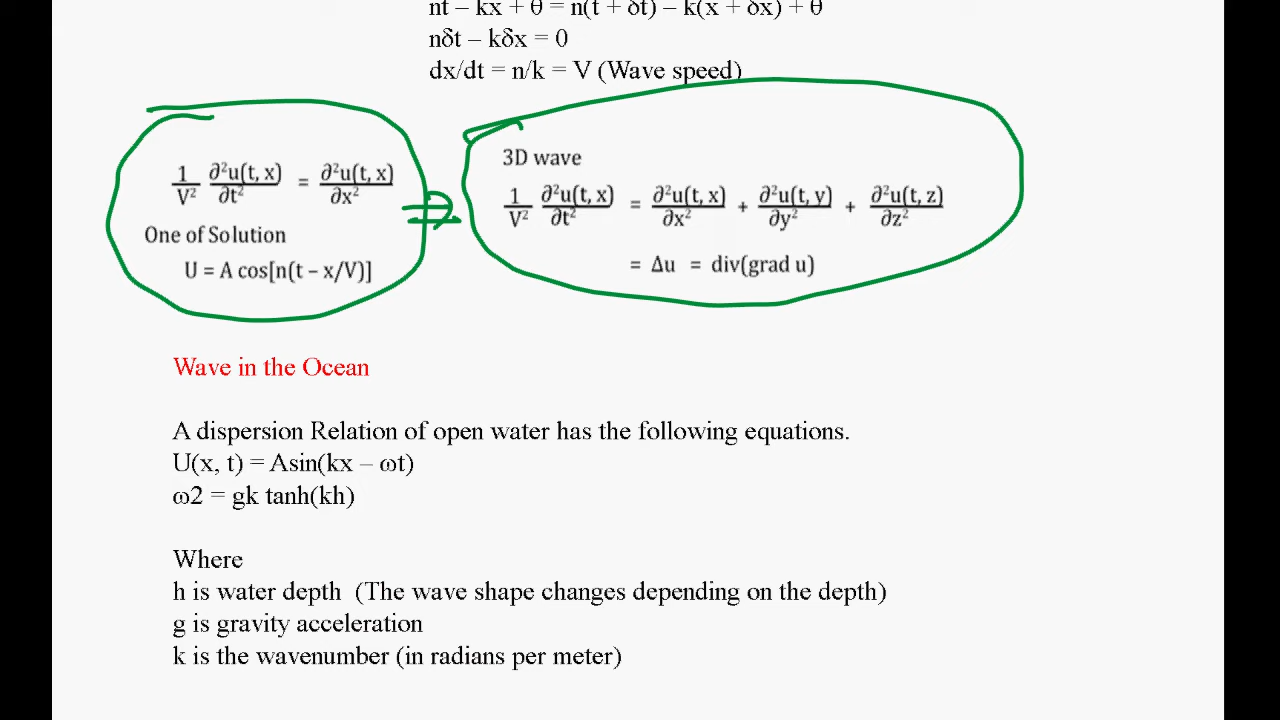 nt – kx + θ = n(t + δt) – k(x + δx) + θ
nδt – kδx = 0
dx/dt = n/k = V (Wave speed)
1/V² ∂²u(t, x)/∂t² = ∂²u(t, x)/∂x²
One of Solution
U = A cos[n(t – x/V)]
⇒
3D wave
1/V² ∂²u(t, x)/∂t² = ∂²u(t, x)/∂x² + ∂²u(t, y)/∂y² + ∂²u(t, z)/∂z²
= Δu = div(grad u)
Wave in the Ocean
A dispersion Relation of open water has the following equations.
U(x, t) = Asin(kx – ωt)
ω2 = gk tanh(kh)
Where
h is water depth (The wave shape changes depending on the depth)
g is gravity acceleration
k is the wavenumber (in radians per meter)